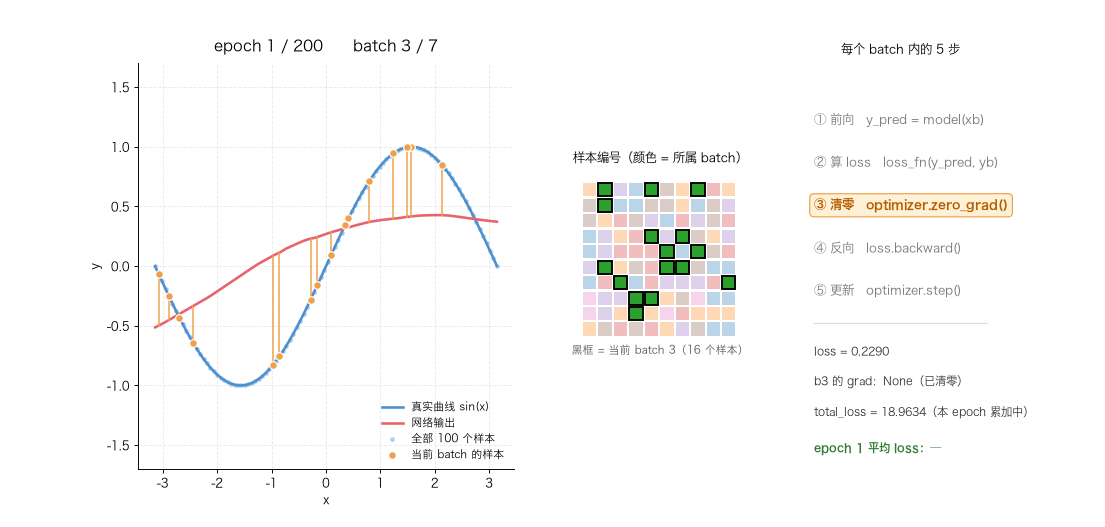 epoch 1 / 200 batch 3 / 7
1.5
1.0
0.5
0.0
-0.5
-1.0
-1.5
y
-3
-2
-1
0
1
2
3
x
真实曲线 sin(x)
网络输出
全部 100 个样本
当前 batch 的样本
样本编号（颜色 = 所属 batch）
黑框 = 当前 batch 3（16 个样本）
每个 batch 内的 5 步
① 前向 y_pred = model(xb)
② 算 loss loss_fn(y_pred, yb)
③ 清零 optimizer.zero_grad()
④ 反向 loss.backward()
⑤ 更新 optimizer.step()
loss = 0.2290
b3 的 grad：None（已清零）
total_loss = 18.9634（本 epoch 累加中）
epoch 1 平均 loss：—